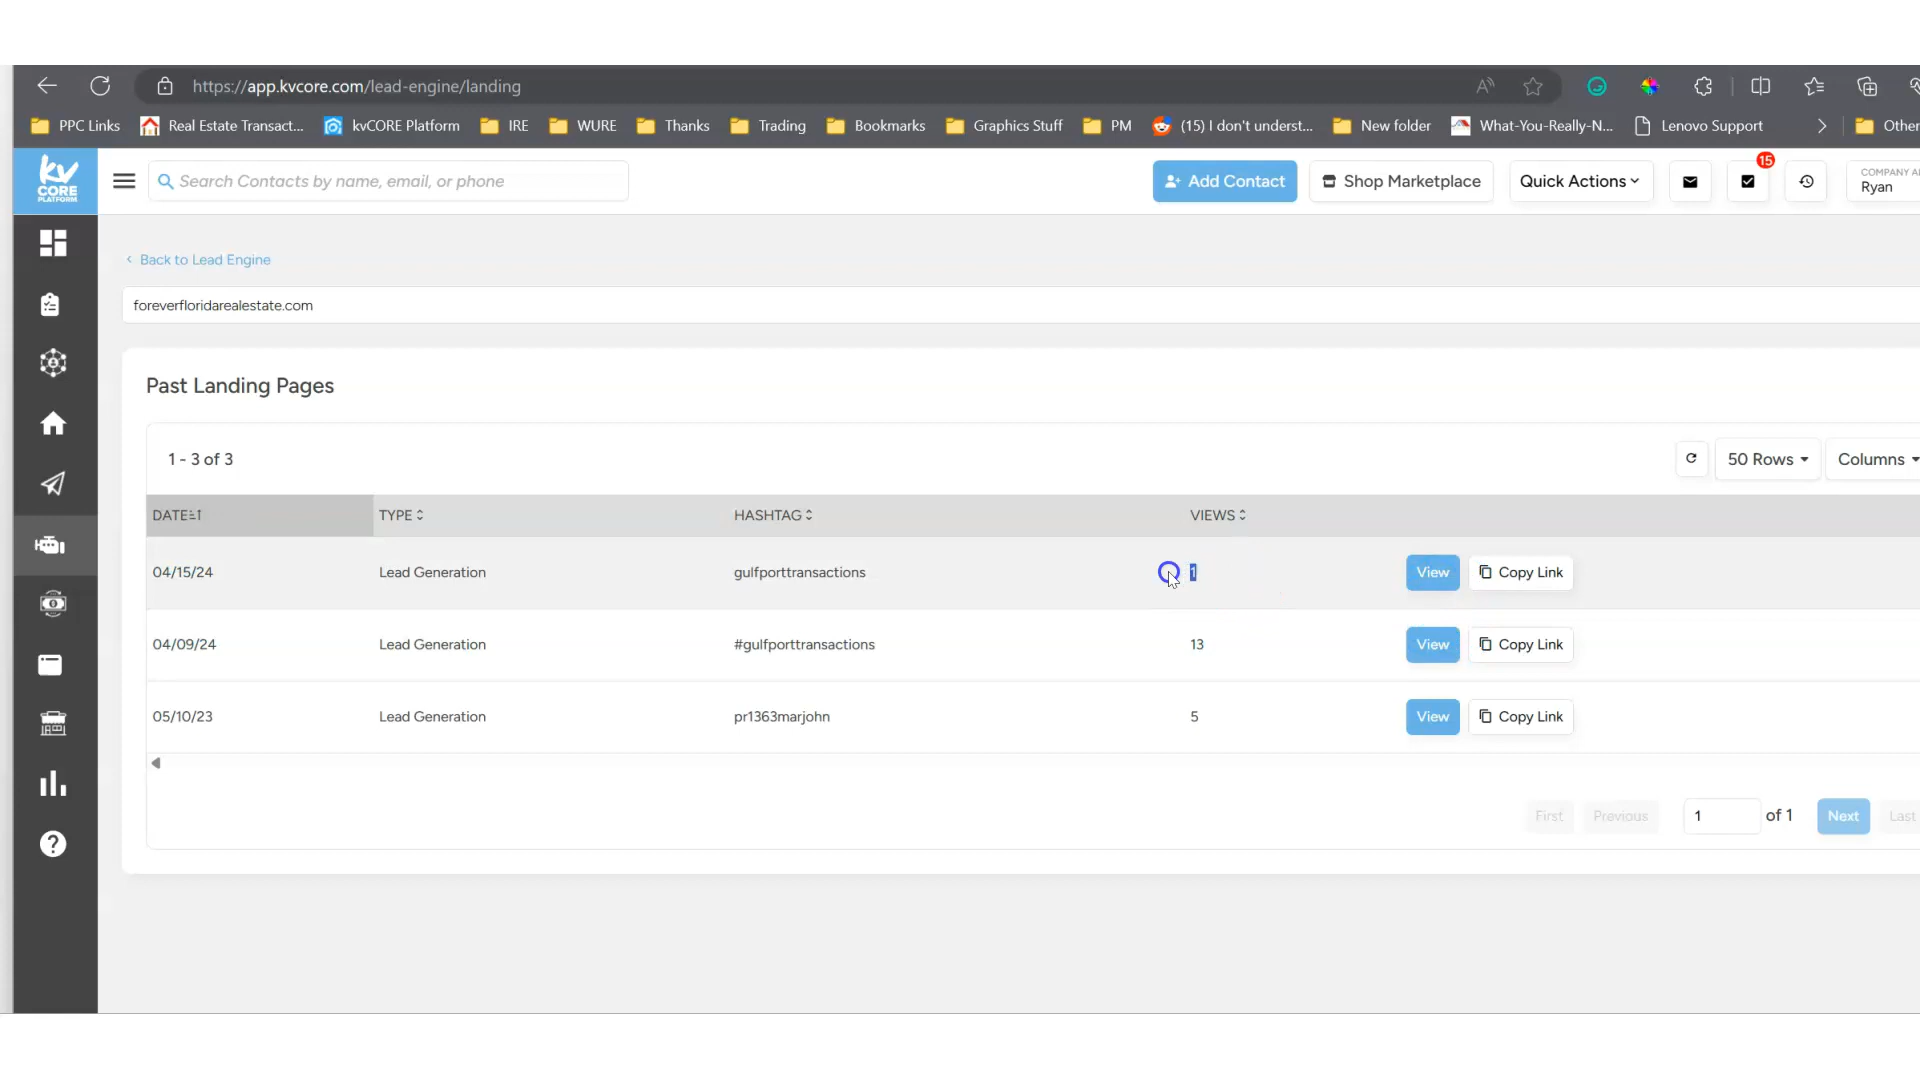 https://app.kvcore.com/lead-engine/landing
PPC Links Real Estate Transact... kvCORE Platform IRE WURE Thanks Trading Bookmarks Graphics Stuff PM (15) I don't underst... New folder What-You-Really-N... Lenovo Support Other
kv CORE PLATFORM
Search Contacts by name, email, or phone
Add Contact
Shop Marketplace
Quick Actions
15
COMPANY A
Ryan
Back to Lead Engine
foreverfloridarealestate.com
Past Landing Pages
1 - 3 of 3
50 Rows
Columns
DATE TYPE HASHTAG VIEWS
04/15/24 Lead Generation gulfporttransactions 1 View Copy Link
04/09/24 Lead Generation #gulfporttransactions 13 View Copy Link
05/10/23 Lead Generation pr1363marjohn 5 View Copy Link
First Previous 1 of 1 Next Last